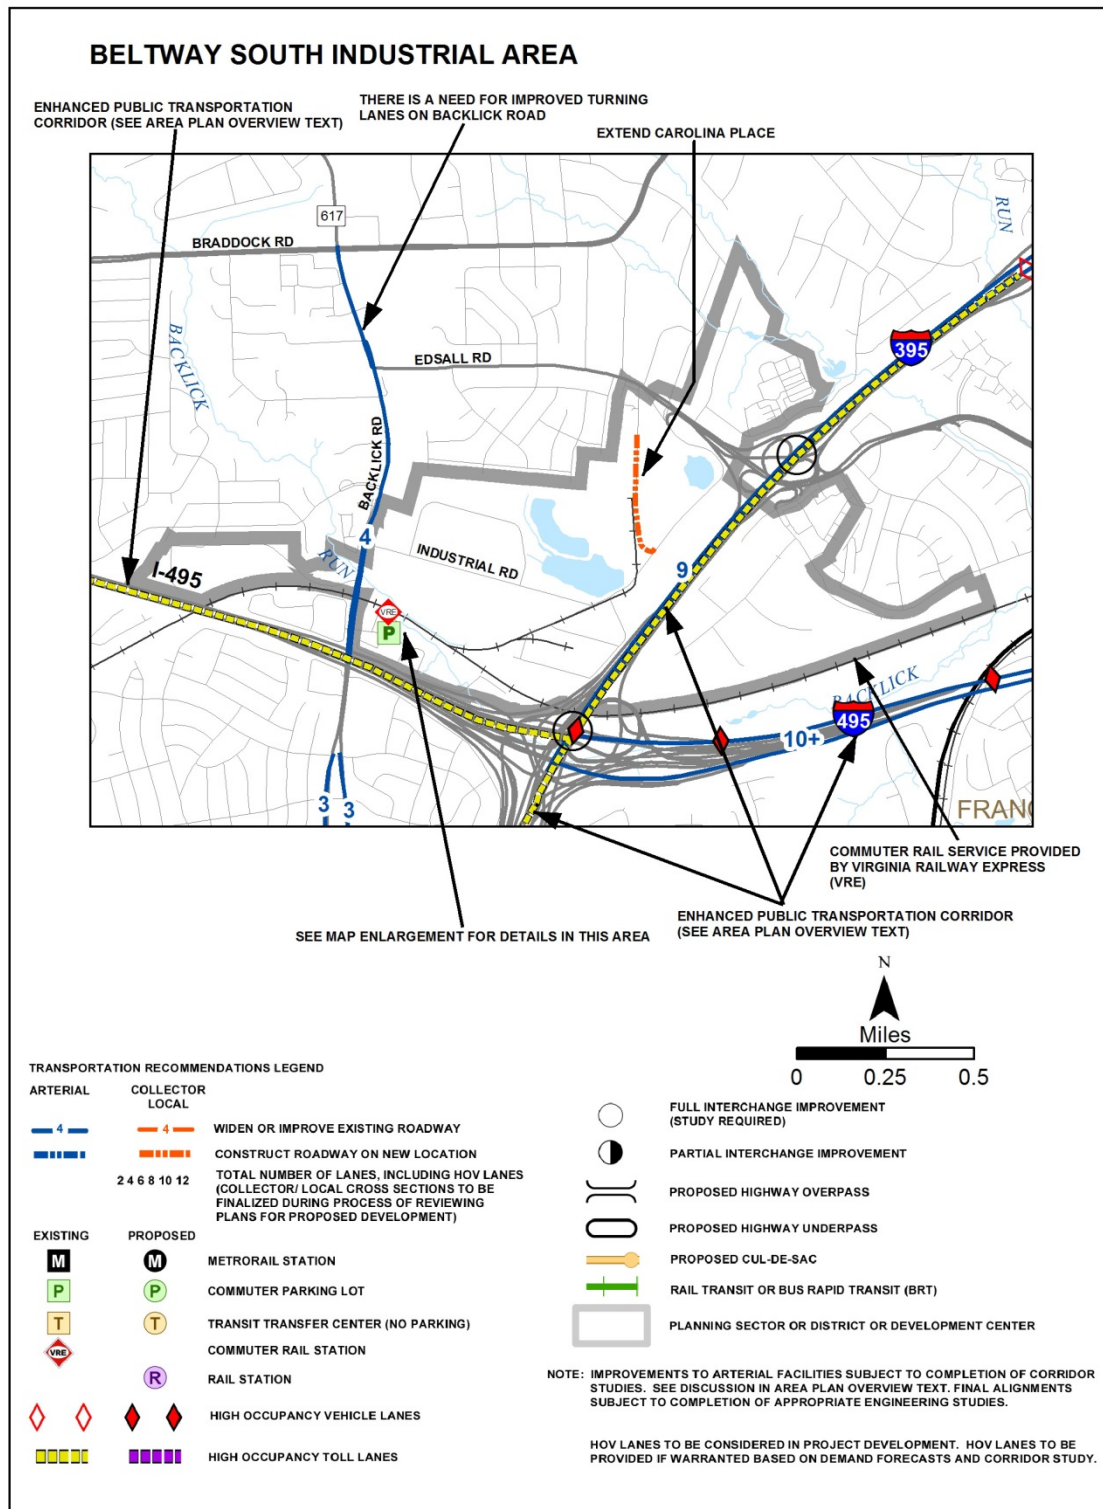 BELTWAY SOUTH INDUSTRIAL AREA
ENHANCED PUBLIC TRANSPORTATION
CORRIDOR (SEE AREA PLAN OVERVIEW TEXT)
THERE IS A NEED FOR IMPROVED TURNING
LANES ON BACKLICK ROAD
EXTEND CAROLINA PLACE
617
BRADDOCK RD
RUN
BACKLICK
395
EDSALL RD
BACKLICK RD
4
RUN
INDUSTRIAL RD
I-495
9
VRE
P
BACKLICK
495
10+
3
3
FRANC
COMMUTER RAIL SERVICE PROVIDED
BY VIRGINIA RAILWAY EXPRESS
(VRE)
ENHANCED PUBLIC TRANSPORTATION CORRIDOR
(SEE AREA PLAN OVERVIEW TEXT)
SEE MAP ENLARGEMENT FOR DETAILS IN THIS AREA
N
Miles
0 0.25 0.5
TRANSPORTATION RECOMMENDATIONS LEGEND
ARTERIAL COLLECTOR
LOCAL
4 4 WIDEN OR IMPROVE EXISTING ROADWAY
CONSTRUCT ROADWAY ON NEW LOCATION
2 4 6 8 10 12 TOTAL NUMBER OF LANES, INCLUDING HOV LANES
(COLLECTOR/ LOCAL CROSS SECTIONS TO BE
FINALIZED DURING PROCESS OF REVIEWING
PLANS FOR PROPOSED DEVELOPMENT)
EXISTING PROPOSED
M M METRORAIL STATION
P P COMMUTER PARKING LOT
T T TRANSIT TRANSFER CENTER (NO PARKING)
VRE COMMUTER RAIL STATION
R RAIL STATION
HIGH OCCUPANCY VEHICLE LANES
HIGH OCCUPANCY TOLL LANES
FULL INTERCHANGE IMPROVEMENT
(STUDY REQUIRED)
PARTIAL INTERCHANGE IMPROVEMENT
PROPOSED HIGHWAY OVERPASS
PROPOSED HIGHWAY UNDERPASS
PROPOSED CUL-DE-SAC
RAIL TRANSIT OR BUS RAPID TRANSIT (BRT)
PLANNING SECTOR OR DISTRICT OR DEVELOPMENT CENTER
NOTE: IMPROVEMENTS TO ARTERIAL FACILITIES SUBJECT TO COMPLETION OF CORRIDOR
STUDIES. SEE DISCUSSION IN AREA PLAN OVERVIEW TEXT. FINAL ALIGNMENTS
SUBJECT TO COMPLETION OF APPROPRIATE ENGINEERING STUDIES.
HOV LANES TO BE CONSIDERED IN PROJECT DEVELOPMENT. HOV LANES TO BE
PROVIDED IF WARRANTED BASED ON DEMAND FORECASTS AND CORRIDOR STUDY.